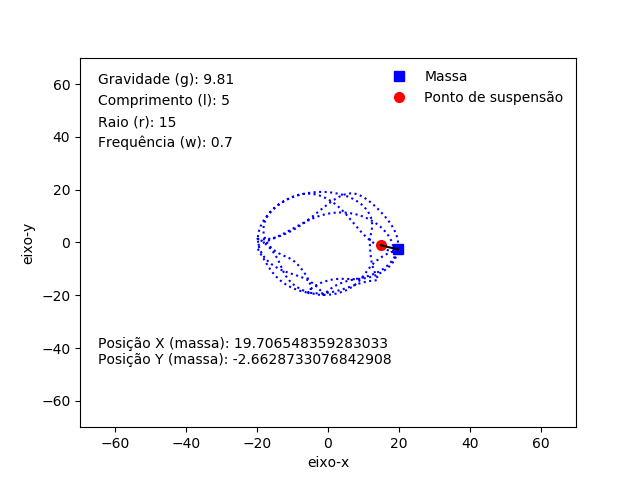 Gravidade (g): 9.81
Comprimento (l): 5
Raio (r): 15
Frequência (w): 0.7
Massa
Ponto de suspensão
60
40
20
0
−20
−40
−60
eixo-y
Posição X (massa): 19.706548359283033
Posição Y (massa): -2.6628733076842908
−60
−40
−20
0
20
40
60
eixo-x